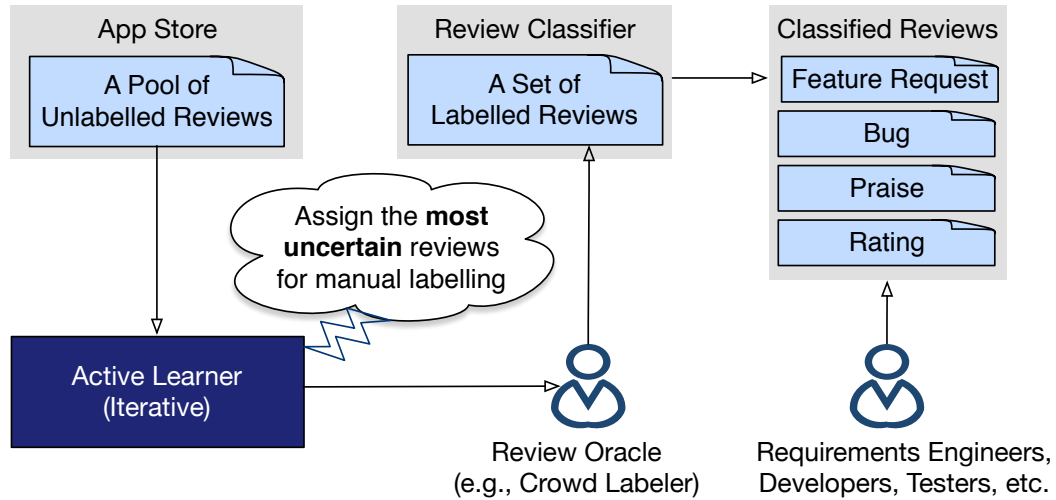 App Store
A Pool of
Unlabelled Reviews
Review Classifier
A Set of
Labelled Reviews
Classified Reviews
Feature Request
Bug
Praise
Rating
Assign the most
uncertain reviews
for manual labelling
Active Learner
(Iterative)
Review Oracle
(e.g., Crowd Labeler)
Requirements Engineers,
Developers, Testers, etc.